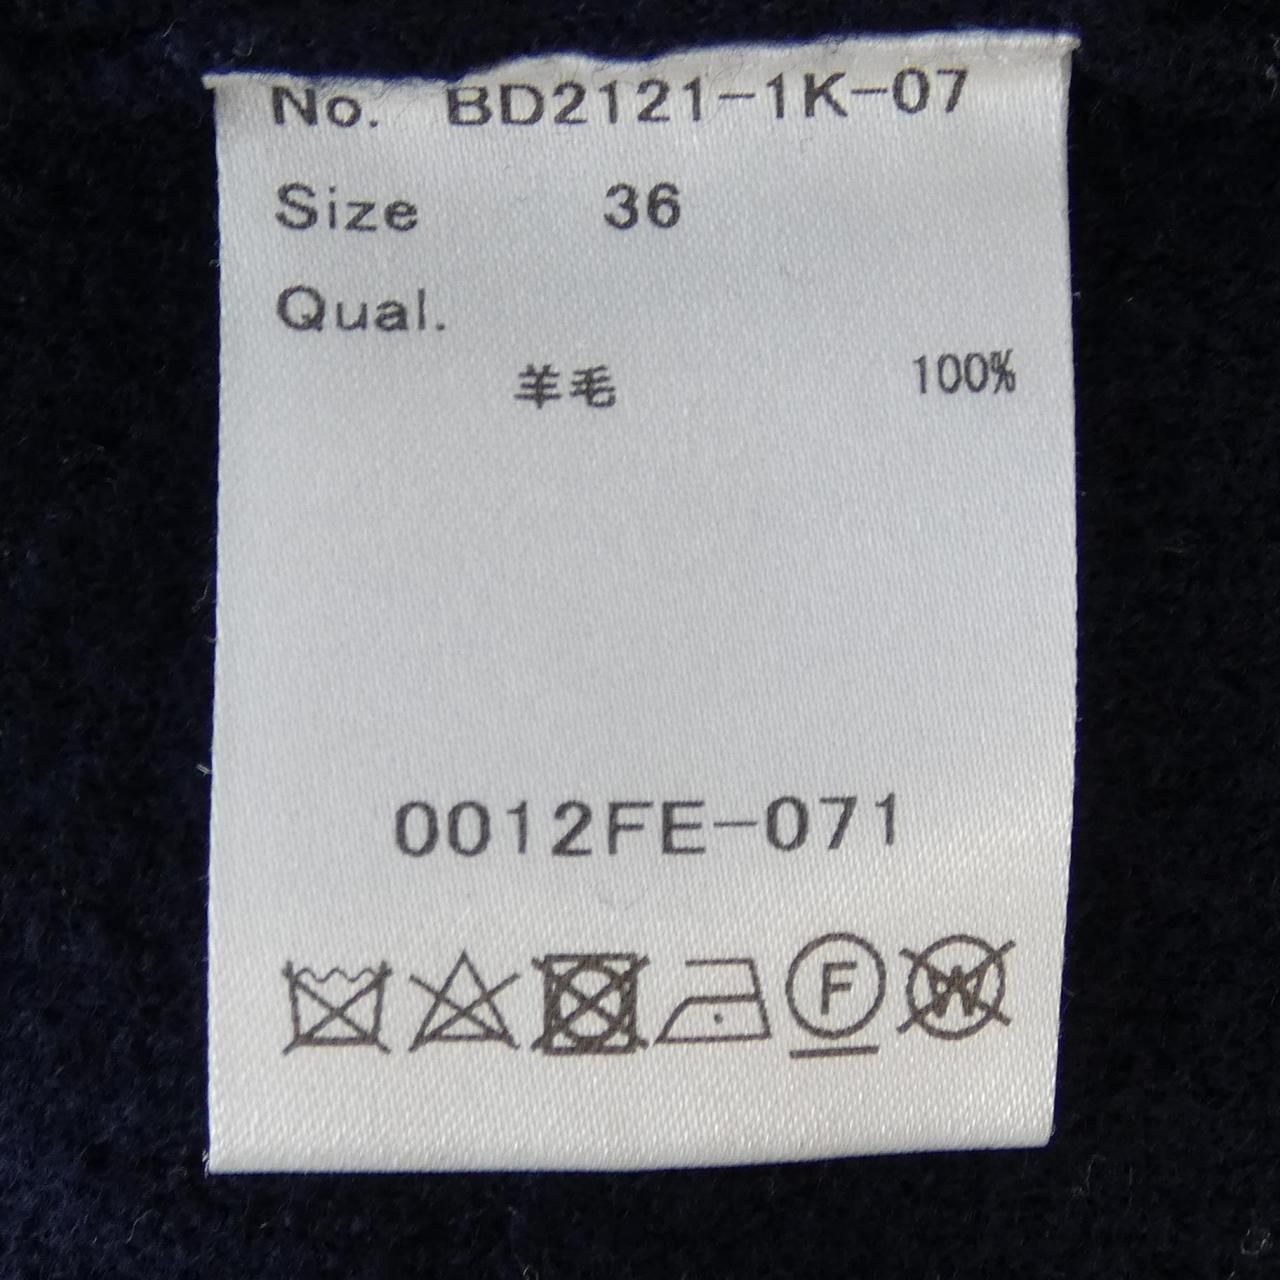 No. BD2121-1K-07
Size 36
Qual.
羊毛 100%
0012FE-071
F W